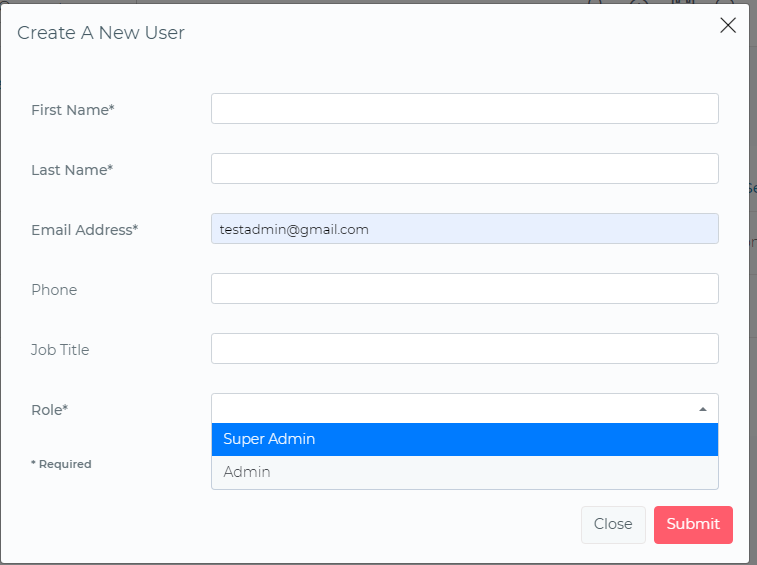 Create A New User
First Name*
Last Name*
Email Address* testadmin@gmail.com
Phone
Job Title
Role*
Super Admin
Admin
* Required
Close Submit